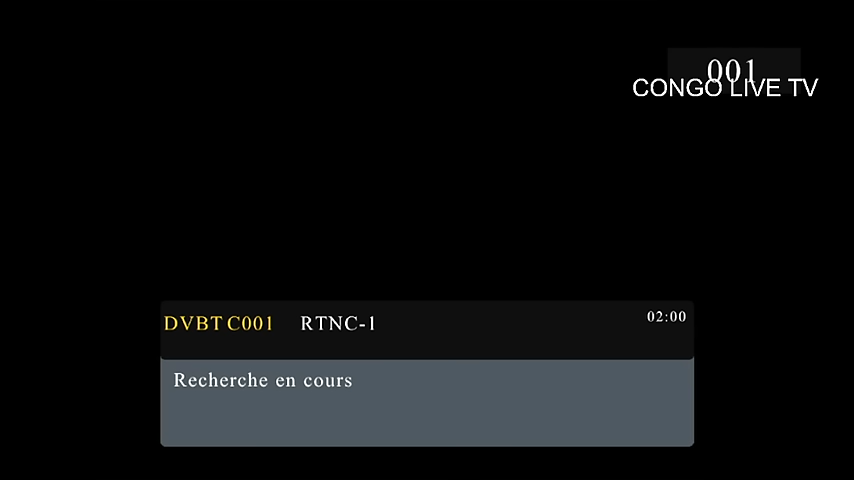 001
CONGO LIVE TV
DVBT C001 RTNC-1 02:00
Recherche en cours